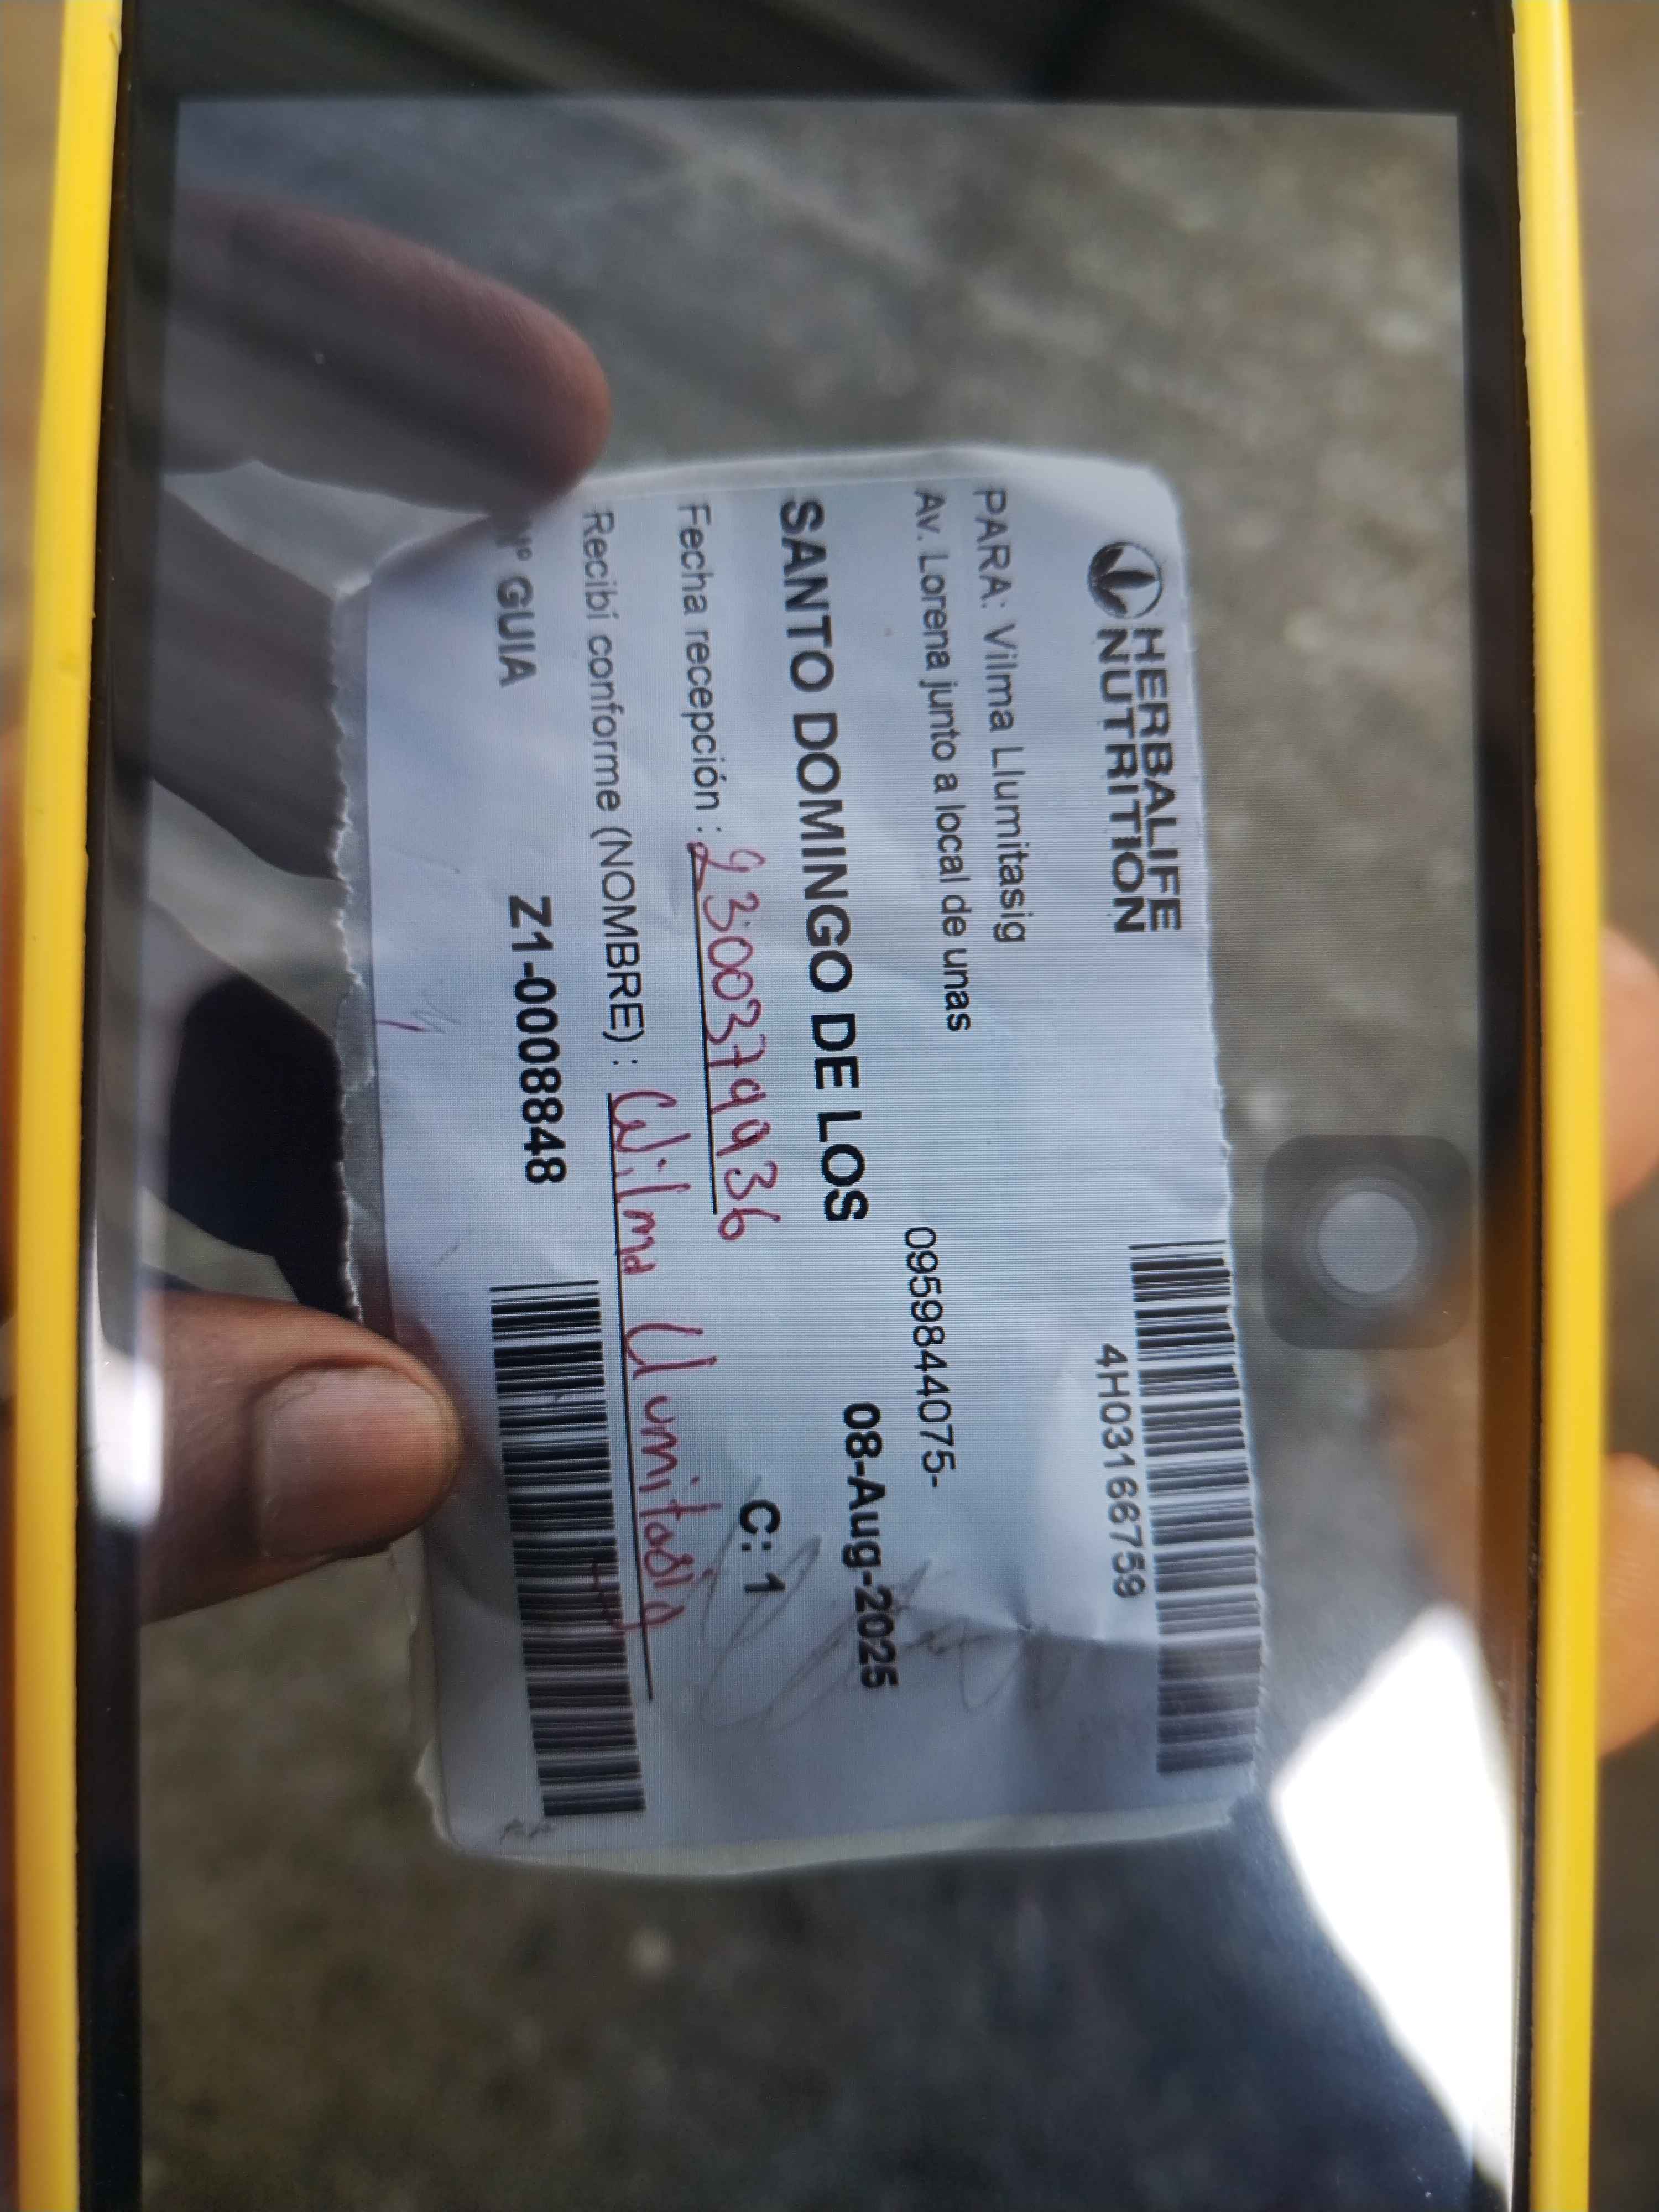 HERBALIFE
NUTRITION
4H03166759
PARA: Vilma Llumitasig
Av. Lorena junto a local de unas
0959844075-
SANTO DOMINGO DE LOS
08-Aug-2025
Fecha recepción : 2300379936
C: 1
Recibí conforme (NOMBRE) : Wilma Llumitasig
Nº GUIA
Z1-0008848